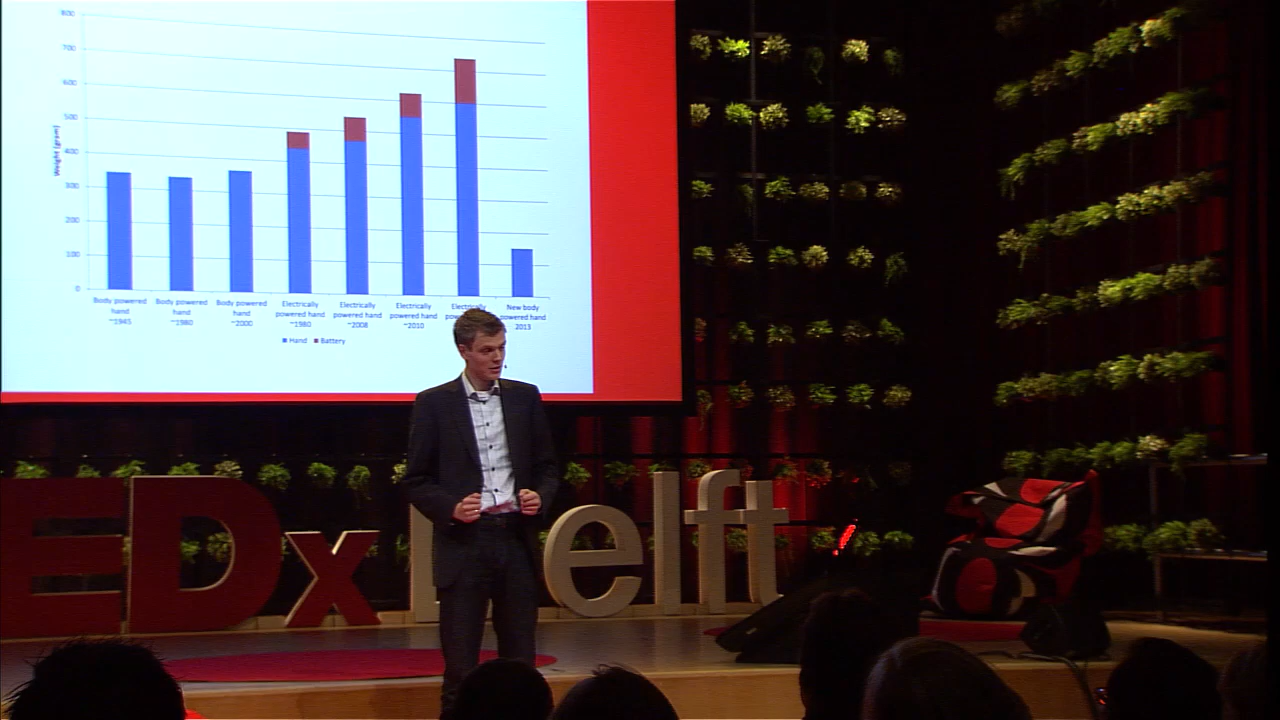 800
700
600
500
400
300
200
100
0
Weight [gram]
Body powered hand ~1945
Body powered hand ~1980
Body powered hand ~2000
Electrically powered hand ~1980
Electrically powered hand ~2008
Electrically powered hand ~2010
Electrically
New body powered hand 2013
Hand Battery
EDx Delft